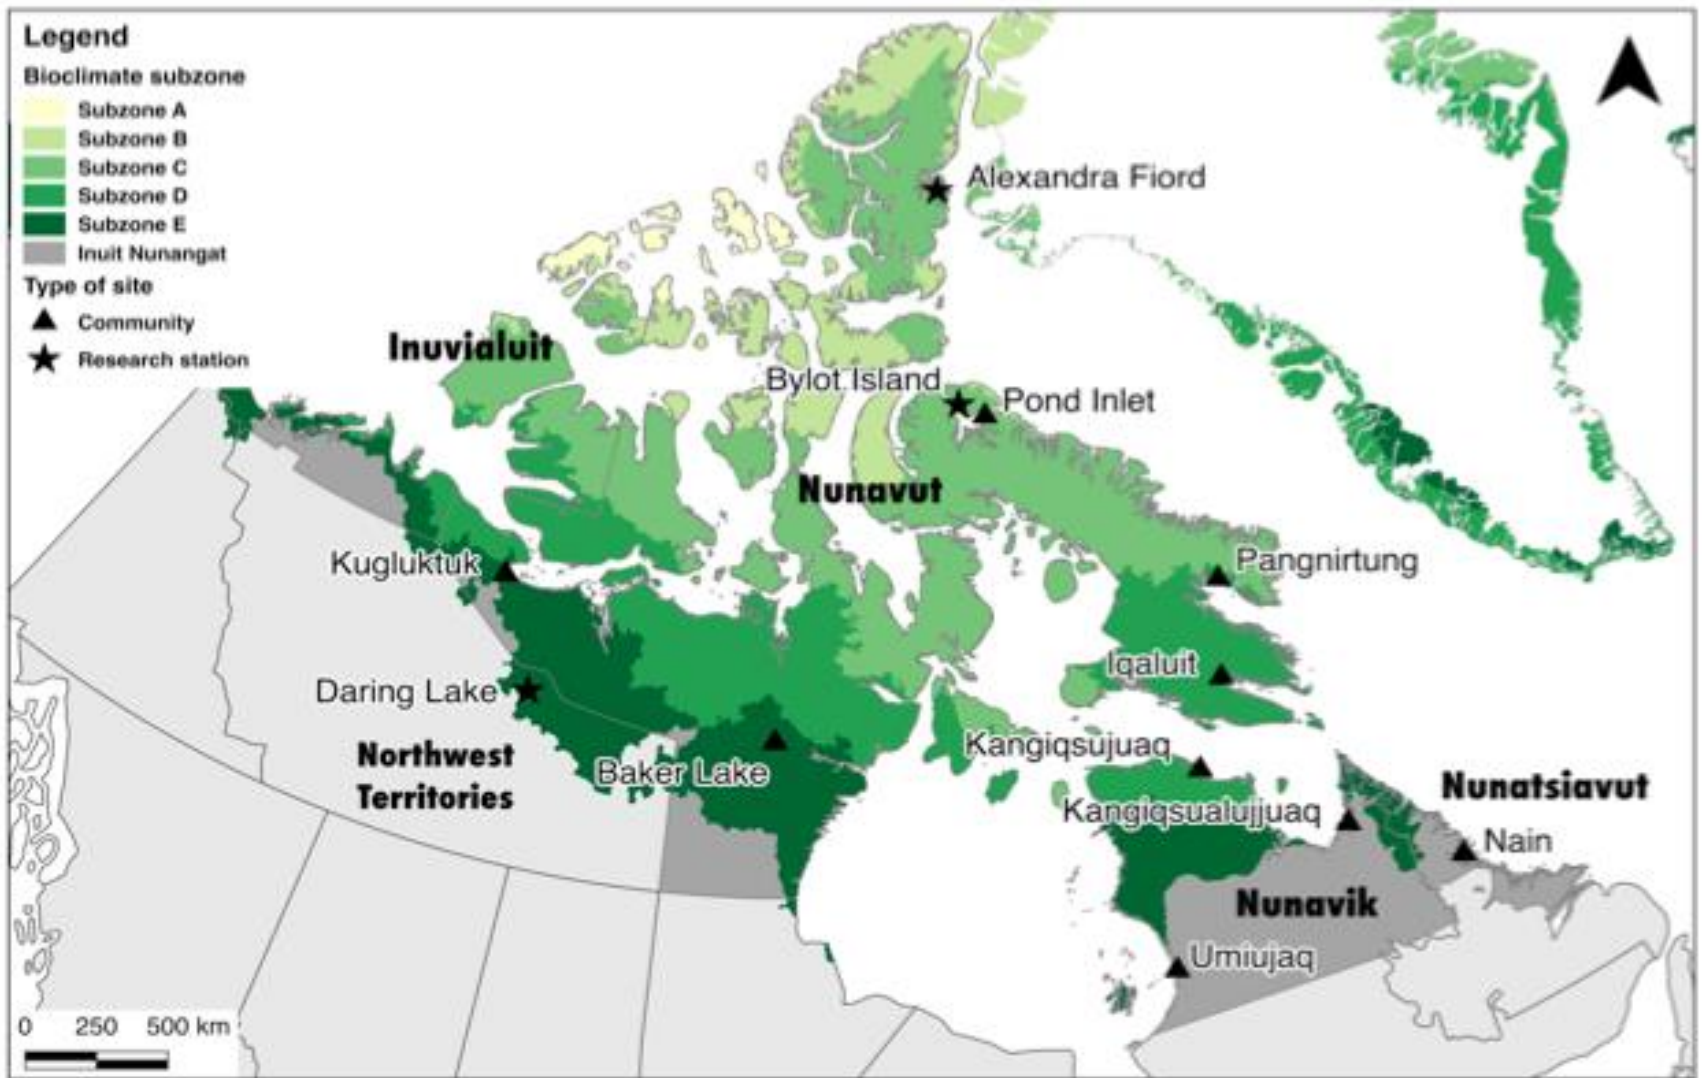 Legend
Bioclimate subzone
Subzone A
Subzone B
Subzone C
Subzone D
Subzone E
Inuit Nunangat
Type of site
Community
Research station
Alexandra Fiord
Inuvialuit
Bylot Island
Pond Inlet
Nunavut
Kugluktuk
Pangnirtung
Iqaluit
Daring Lake
Kangiqsujuaq
Northwest
Territories
Baker Lake
Nunatsiavut
Kangiqsualujjuaq
Nain
Nunavik
Umiujaq
0 250 500 km